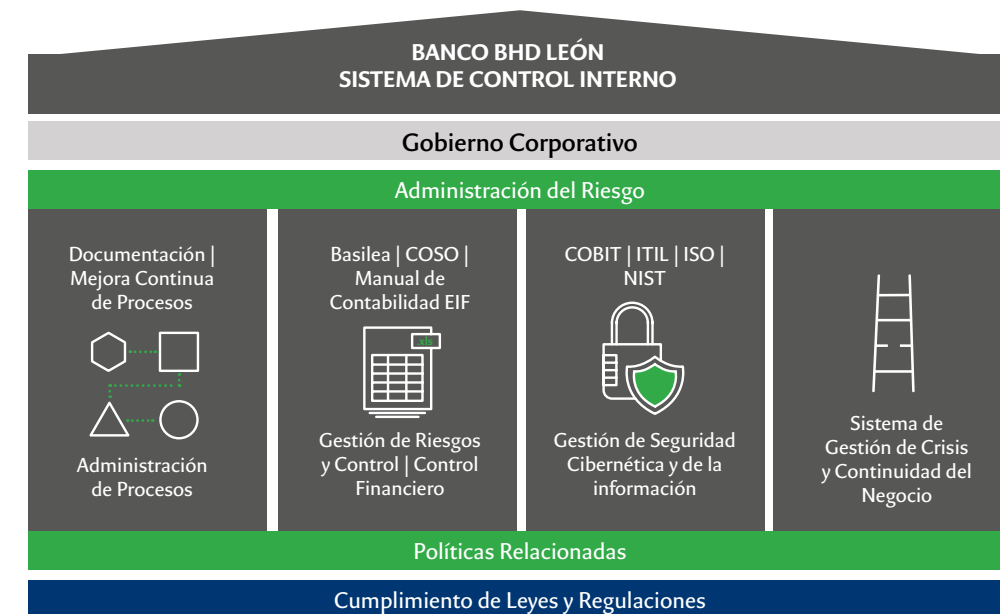 BANCO BHD LEÓN
SISTEMA DE CONTROL INTERNO
Gobierno Corporativo
Administración del Riesgo
Documentación |
Mejora Continua
de Procesos
Administración
de Procesos
Basilea | COSO |
Manual de
Contabilidad EIF
.xls
Gestión de Riesgos
y Control | Control
Financiero
COBIT | ITIL | ISO |
NIST
Gestión de Seguridad
Cibernética y de la
información
Sistema de
Gestión de Crisis
y Continuidad del
Negocio
Políticas Relacionadas
Cumplimiento de Leyes y Regulaciones